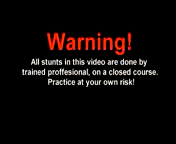 Warning!
All stunts in this video are done by
trained proffesional, on a closed course.
Practice at your own risk!